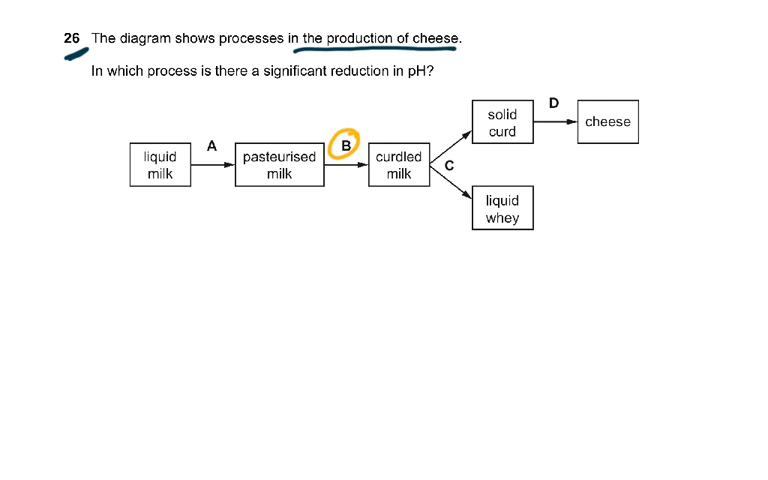 26 The diagram shows processes in the production of cheese.
In which process is there a significant reduction in pH?
liquid
milk
A
pasteurised
milk
B
curdled
milk
C
solid
curd
D
cheese
liquid
whey